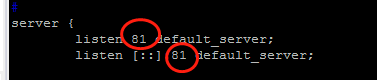 server {
listen 81 default_server;
listen [::] 81 default_server;